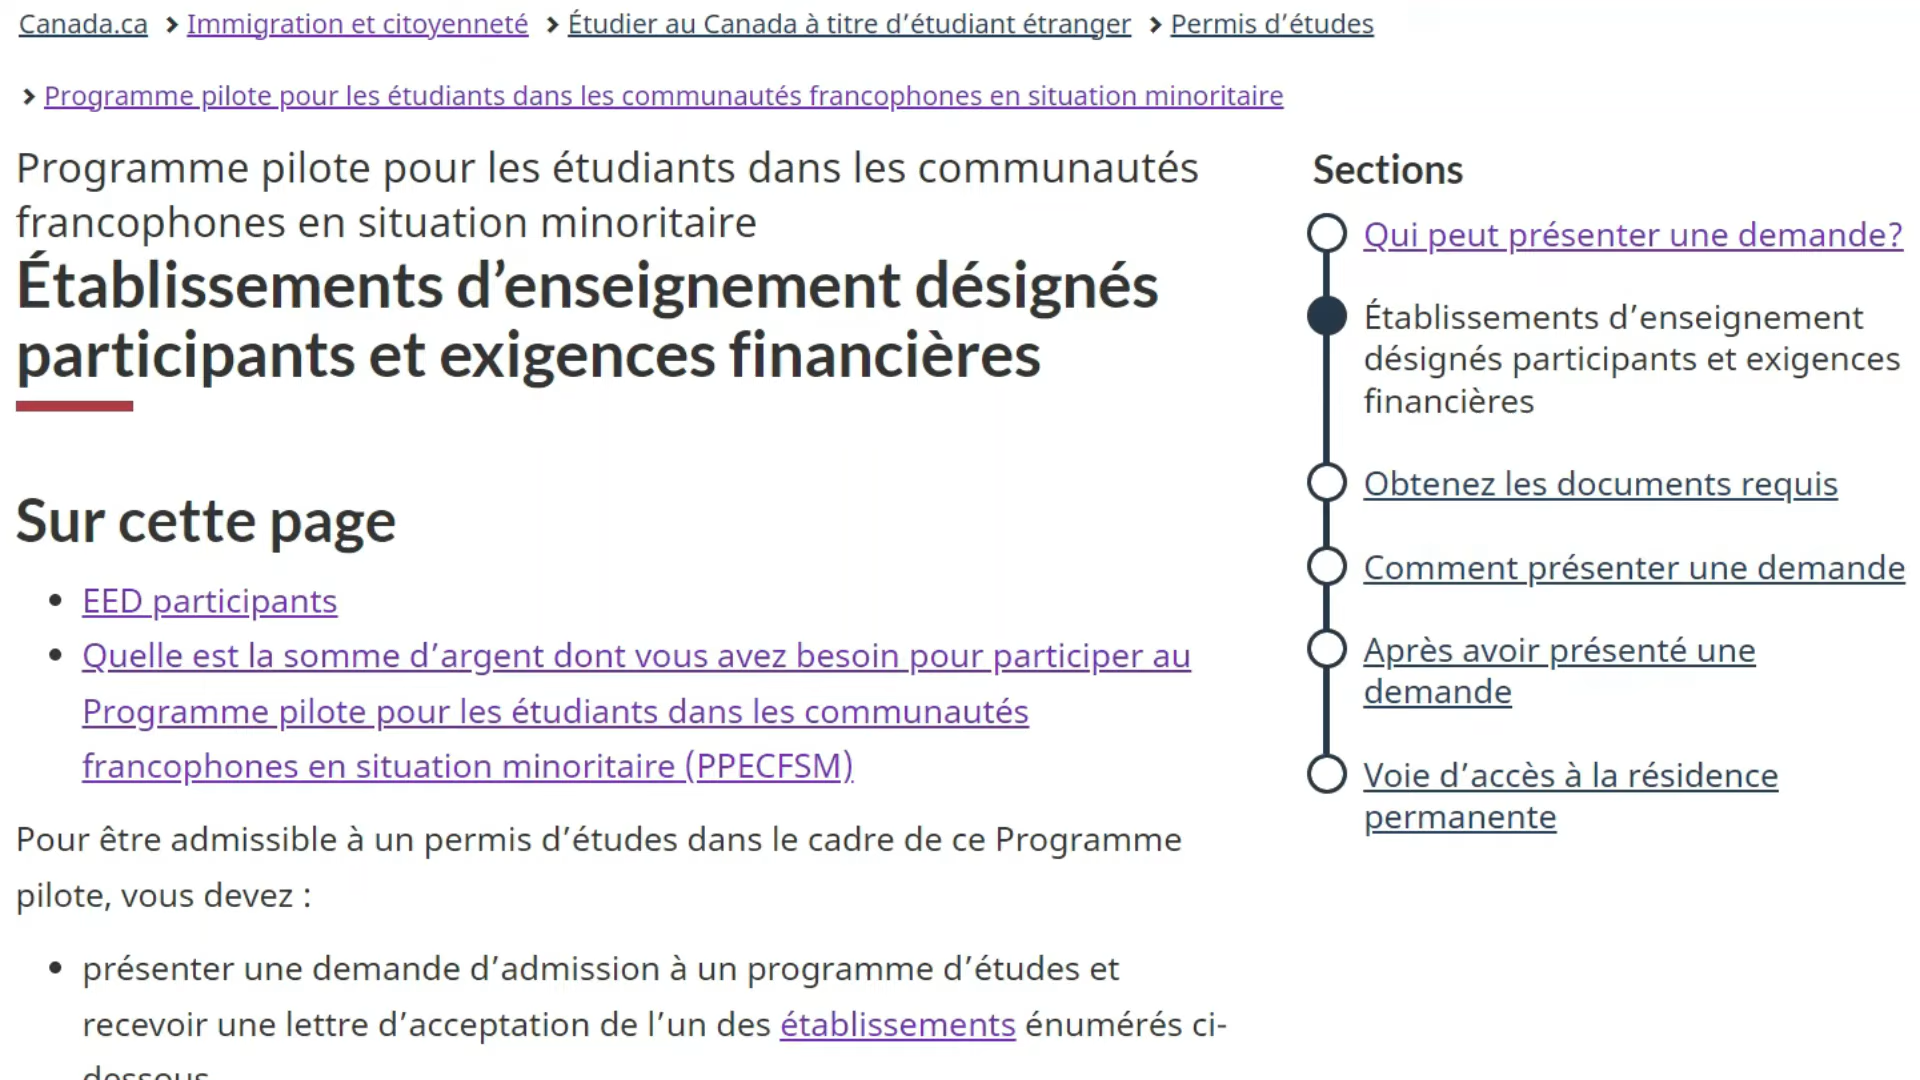 Canada.ca > Immigration et citoyenneté > Étudier au Canada à titre d’étudiant étranger > Permis d’études
> Programme pilote pour les étudiants dans les communautés francophones en situation minoritaire
Programme pilote pour les étudiants dans les communautés
francophones en situation minoritaire
Établissements d’enseignement désignés
participants et exigences financières
Sur cette page
• EED participants
• Quelle est la somme d’argent dont vous avez besoin pour participer au
Programme pilote pour les étudiants dans les communautés
francophones en situation minoritaire (PPECFSM)
Pour être admissible à un permis d’études dans le cadre de ce Programme
pilote, vous devez :
• présenter une demande d’admission à un programme d’études et
recevoir une lettre d’acceptation de l’un des établissements énumérés ci-
dessous
Sections
Qui peut présenter une demande?
Établissements d’enseignement
désignés participants et exigences
financières
Obtenez les documents requis
Comment présenter une demande
Après avoir présenté une
demande
Voie d’accès à la résidence
permanente